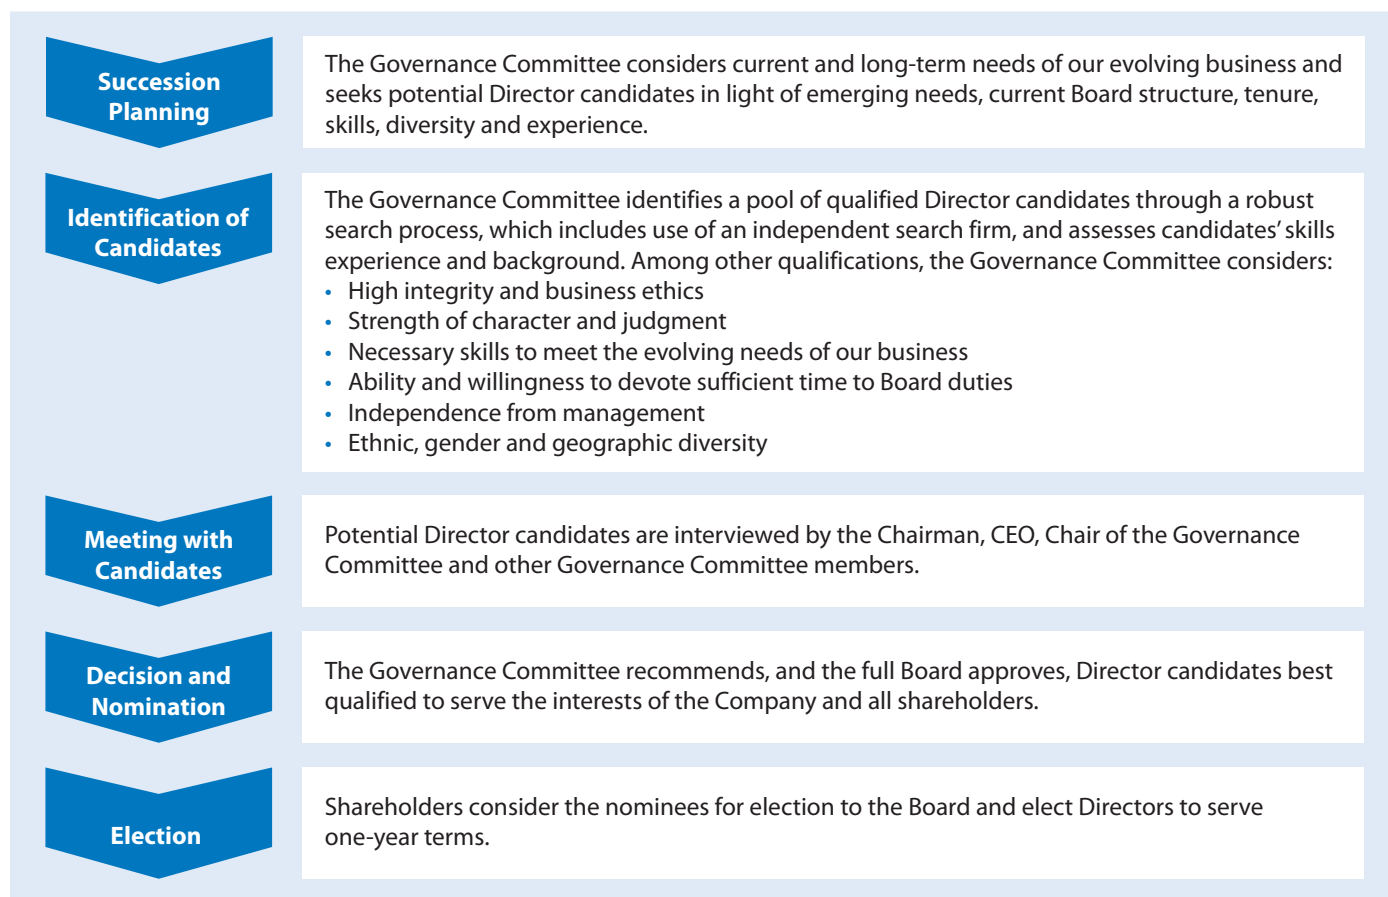 Succession
Planning
The Governance Committee considers current and long-term needs of our evolving business and
seeks potential Director candidates in light of emerging needs, current Board structure, tenure,
skills, diversity and experience.
Identification of
Candidates
The Governance Committee identifies a pool of qualified Director candidates through a robust
search process, which includes use of an independent search firm, and assesses candidates’ skills
experience and background. Among other qualifications, the Governance Committee considers:
• High integrity and business ethics
• Strength of character and judgment
• Necessary skills to meet the evolving needs of our business
• Ability and willingness to devote sufficient time to Board duties
• Independence from management
• Ethnic, gender and geographic diversity
Meeting with
Candidates
Potential Director candidates are interviewed by the Chairman, CEO, Chair of the Governance
Committee and other Governance Committee members.
Decision and
Nomination
The Governance Committee recommends, and the full Board approves, Director candidates best
qualified to serve the interests of the Company and all shareholders.
Election
Shareholders consider the nominees for election to the Board and elect Directors to serve
one-year terms.